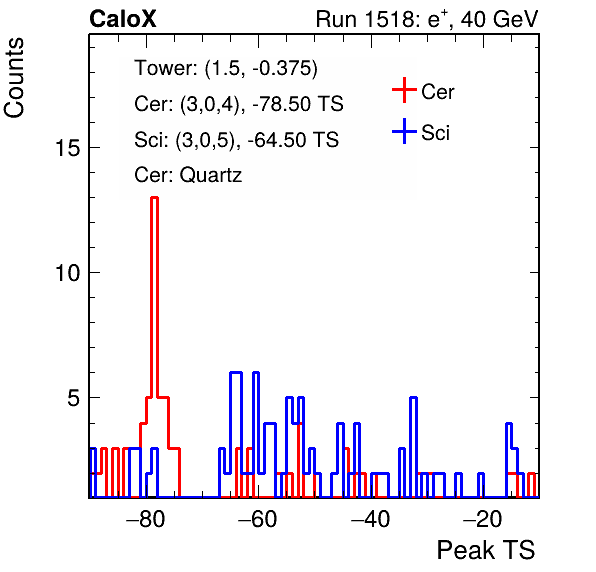 CaloX Run 1518: e⁺, 40 GeV
Counts
Tower: (1.5, -0.375)
Cer: (3,0,4), -78.50 TS
Sci: (3,0,5), -64.50 TS
Cer: Quartz
Cer
Sci
15
10
5
−80 −60 −40 −20
Peak TS